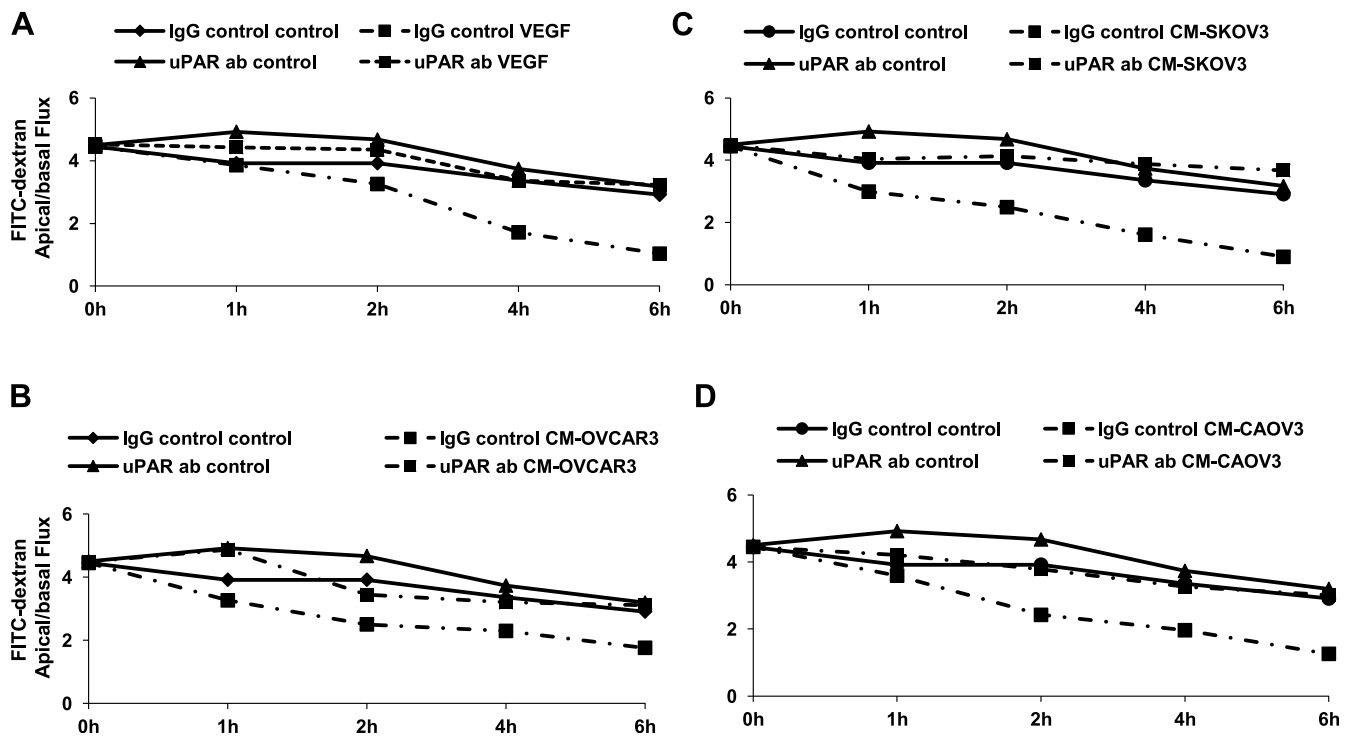 A
IgG control control
IgG control VEGF
uPAR ab control
uPAR ab VEGF
FITC-dextran
Apical/basal Flux
6
4
2
0
0h 1h 2h 4h 6h
C
IgG control control
IgG control CM-SKOV3
uPAR ab control
uPAR ab CM-SKOV3
6
4
2
0
0h 1h 2h 4h 6h
B
IgG control control
IgG control CM-OVCAR3
uPAR ab control
uPAR ab CM-OVCAR3
FITC-dextran
Apical/basal Flux
6
4
2
0
0h 1h 2h 4h 6h
D
IgG control control
IgG control CM-CAOV3
uPAR ab control
uPAR ab CM-CAOV3
6
4
2
0
0h 1h 2h 4h 6h